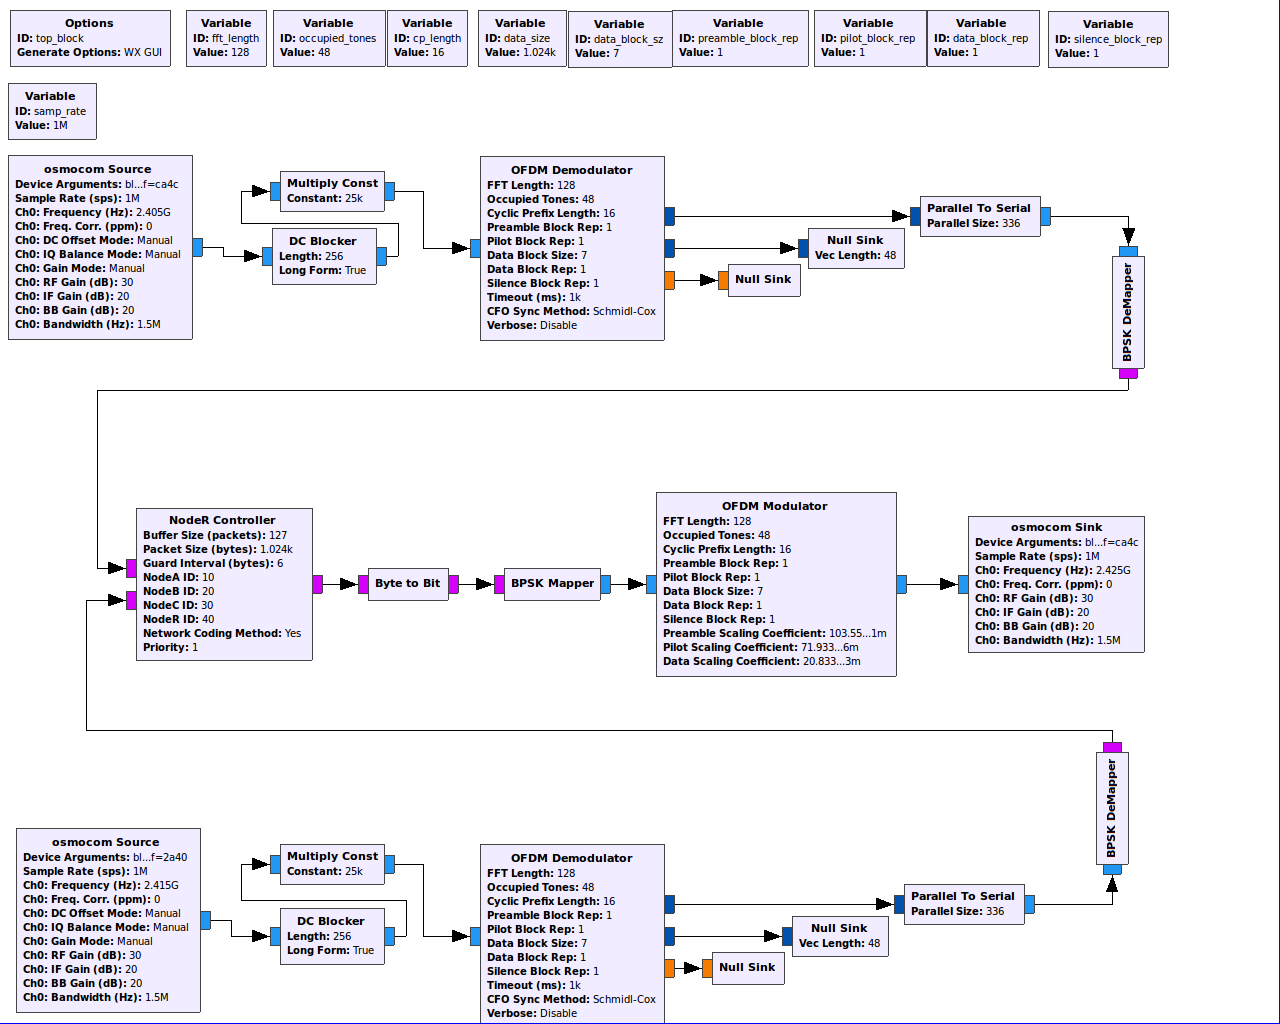 Options
ID: top_block
Generate Options: WX GUI
Variable
ID: fft_length
Value: 128
Variable
ID: occupied_tones
Value: 48
Variable
ID: cp_length
Value: 16
Variable
ID: data_size
Value: 1.024k
Variable
ID: data_block_sz
Value: 7
Variable
ID: preamble_block_rep
Value: 1
Variable
ID: pilot_block_rep
Value: 1
Variable
ID: data_block_rep
Value: 1
Variable
ID: silence_block_rep
Value: 1
Variable
ID: samp_rate
Value: 1M
osmocom Source
Device Arguments: bl...f=ca4c
Sample Rate (sps): 1M
Ch0: Frequency (Hz): 2.405G
Ch0: Freq. Corr. (ppm): 0
Ch0: DC Offset Mode: Manual
Ch0: IQ Balance Mode: Manual
Ch0: Gain Mode: Manual
Ch0: RF Gain (dB): 30
Ch0: IF Gain (dB): 20
Ch0: BB Gain (dB): 20
Ch0: Bandwidth (Hz): 1.5M
Multiply Const
Constant: 25k
DC Blocker
Length: 256
Long Form: True
OFDM Demodulator
FFT Length: 128
Occupied Tones: 48
Cyclic Prefix Length: 16
Preamble Block Rep: 1
Pilot Block Rep: 1
Data Block Size: 7
Data Block Rep: 1
Silence Block Rep: 1
Timeout (ms): 1k
CFO Sync Method: Schmidl-Cox
Verbose: Disable
Parallel To Serial
Parallel Size: 336
Null Sink
Vec Length: 48
Null Sink
BPSK DeMapper
NodeR Controller
Buffer Size (packets): 127
Packet Size (bytes): 1.024k
Guard Interval (bytes): 6
NodeA ID: 10
NodeB ID: 20
NodeC ID: 30
NodeR ID: 40
Network Coding Method: Yes
Priority: 1
Byte to Bit
BPSK Mapper
OFDM Modulator
FFT Length: 128
Occupied Tones: 48
Cyclic Prefix Length: 16
Preamble Block Rep: 1
Pilot Block Rep: 1
Data Block Size: 7
Data Block Rep: 1
Silence Block Rep: 1
Preamble Scaling Coefficient: 103.55...1m
Pilot Scaling Coefficient: 71.933...6m
Data Scaling Coefficient: 20.833...3m
osmocom Sink
Device Arguments: bl...f=ca4c
Sample Rate (sps): 1M
Ch0: Frequency (Hz): 2.425G
Ch0: Freq. Corr. (ppm): 0
Ch0: RF Gain (dB): 30
Ch0: IF Gain (dB): 20
Ch0: BB Gain (dB): 20
Ch0: Bandwidth (Hz): 1.5M
osmocom Source
Device Arguments: bl...f=2a40
Sample Rate (sps): 1M
Ch0: Frequency (Hz): 2.415G
Ch0: Freq. Corr. (ppm): 0
Ch0: DC Offset Mode: Manual
Ch0: IQ Balance Mode: Manual
Ch0: Gain Mode: Manual
Ch0: RF Gain (dB): 30
Ch0: IF Gain (dB): 20
Ch0: BB Gain (dB): 20
Ch0: Bandwidth (Hz): 1.5M
Multiply Const
Constant: 25k
DC Blocker
Length: 256
Long Form: True
OFDM Demodulator
FFT Length: 128
Occupied Tones: 48
Cyclic Prefix Length: 16
Preamble Block Rep: 1
Pilot Block Rep: 1
Data Block Size: 7
Data Block Rep: 1
Silence Block Rep: 1
Timeout (ms): 1k
CFO Sync Method: Schmidl-Cox
Verbose: Disable
Parallel To Serial
Parallel Size: 336
Null Sink
Vec Length: 48
Null Sink
BPSK DeMapper